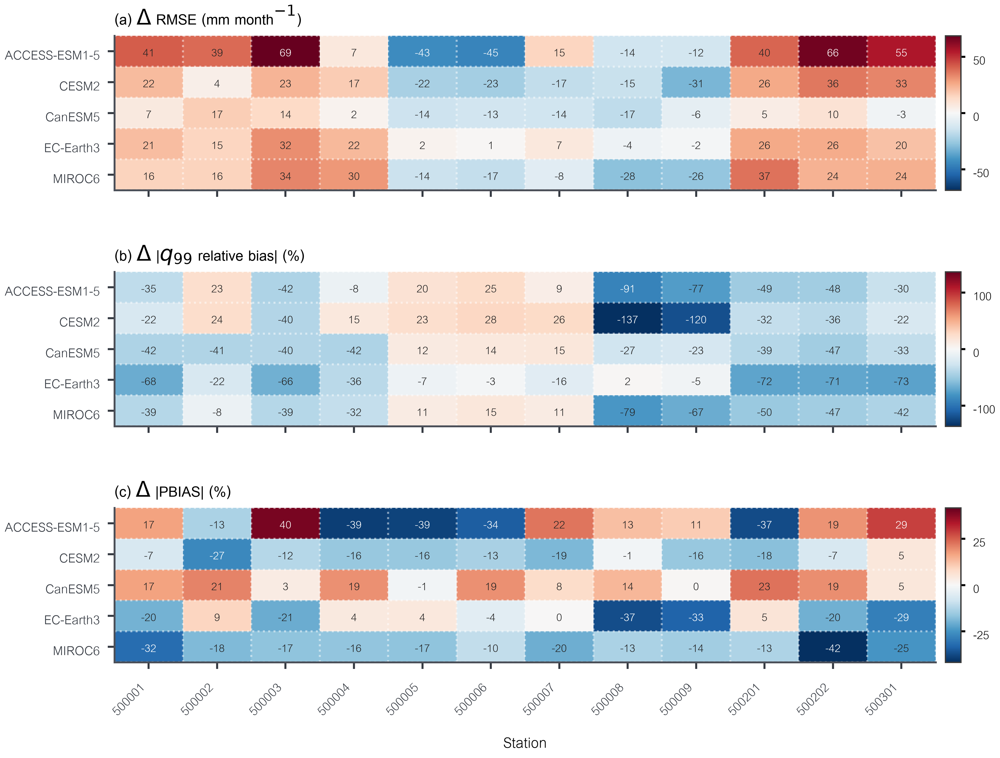 (a) Δ RMSE (mm month⁻¹)
ACCESS-ESM1-5 41 39 69 7 -43 -45 15 -14 -12 40 66 55
CESM2 22 4 23 17 -22 -23 -17 -15 -31 26 36 33
CanESM5 7 17 14 2 -14 -13 -14 -17 -6 5 10 -3
EC-Earth3 21 15 32 22 2 1 7 -4 -2 26 26 20
MIROC6 16 16 34 30 -14 -17 -8 -28 -26 37 24 24
50
0
-50
(b) Δ |q₉₉ relative bias| (%)
ACCESS-ESM1-5 -35 23 -42 -8 20 25 9 -91 -77 -49 -48 -30
CESM2 -22 24 -40 15 23 28 26 -137 -120 -32 -36 -22
CanESM5 -42 -41 -40 -42 12 14 15 -27 -23 -39 -47 -33
EC-Earth3 -68 -22 -66 -36 -7 -3 -16 2 -5 -72 -71 -73
MIROC6 -39 -8 -39 -32 11 15 11 -79 -67 -50 -47 -42
100
0
-100
(c) Δ |PBIAS| (%)
ACCESS-ESM1-5 17 -13 40 -39 -39 -34 22 13 11 -37 19 29
CESM2 -7 -27 -12 -16 -16 -13 -19 -1 -16 -18 -7 5
CanESM5 17 21 3 19 -1 19 8 14 0 23 19 5
EC-Earth3 -20 9 -21 4 4 -4 0 -37 -33 5 -20 -29
MIROC6 -32 -18 -17 -16 -17 -10 -20 -13 -14 -13 -42 -25
25
0
-25
500001 500002 500003 500004 500005 500006 500007 500008 500009 500201 500202 500301
Station